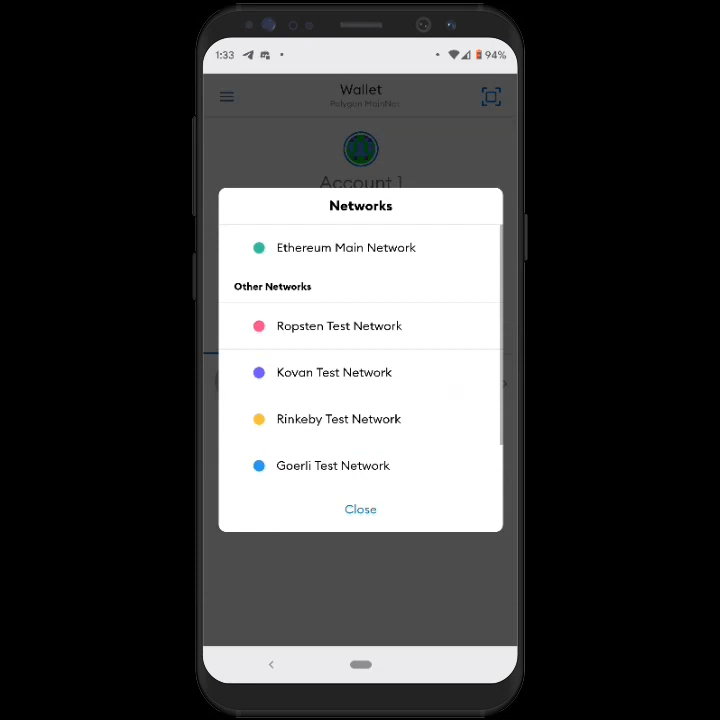 1:33
94%
Wallet
Polygon MainNet
Account 1
Networks
Ethereum Main Network
Other Networks
Ropsten Test Network
Kovan Test Network
Rinkeby Test Network
Goerli Test Network
Close